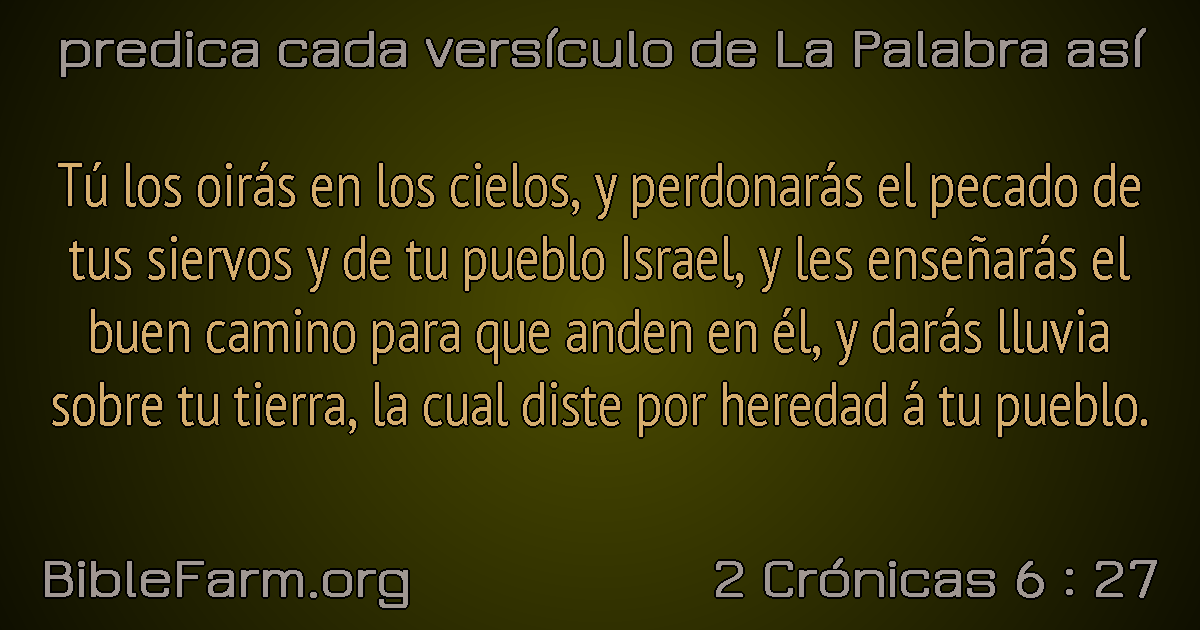 predica cada versículo de La Palabra así
Tú los oirás en los cielos, y perdonarás el pecado de
tus siervos y de tu pueblo Israel, y les enseñarás el
buen camino para que anden en él, y darás lluvia
sobre tu tierra, la cual diste por heredad á tu pueblo.
BibleFarm.org
2 Crónicas 6 : 27